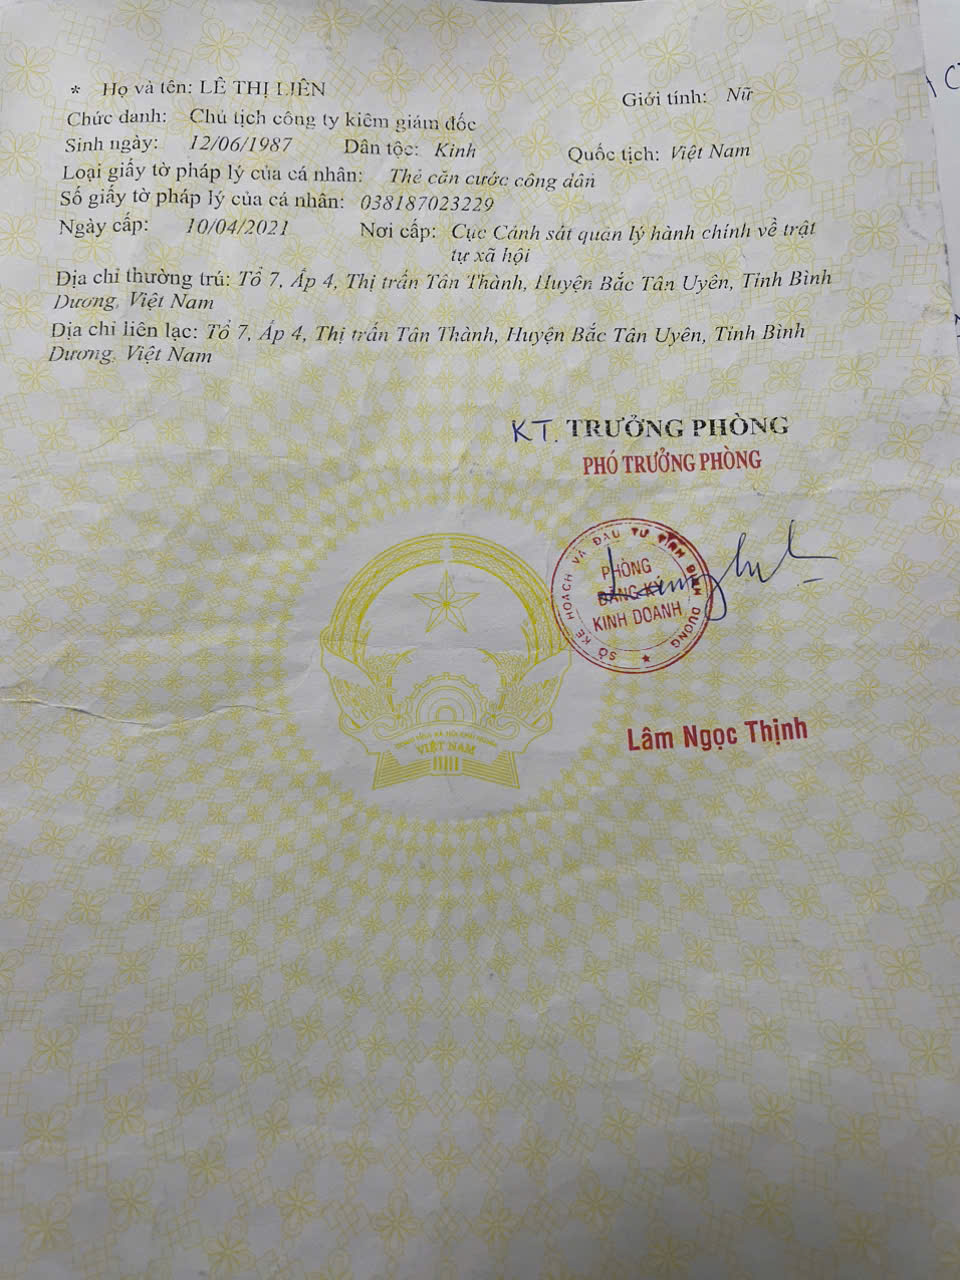 * Họ và tên: LÊ THỊ LIÊN Giới tính: Nữ
Chức danh: Chủ tịch công ty kiêm giám đốc
Sinh ngày: 12/06/1987 Dân tộc: Kinh Quốc tịch: Việt Nam
Loại giấy tờ pháp lý của cá nhân: Thẻ căn cước công dân
Số giấy tờ pháp lý của cá nhân: 038187023229
Ngày cấp: 10/04/2021 Nơi cấp: Cục Cảnh sát quản lý hành chính về trật
tự xã hội
Địa chỉ thường trú: Tổ 7, Ấp 4, Thị trấn Tân Thành, Huyện Bắc Tân Uyên, Tỉnh Bình
Dương, Việt Nam
Địa chỉ liên lạc: Tổ 7, Ấp 4, Thị trấn Tân Thành, Huyện Bắc Tân Uyên, Tỉnh Bình
Dương, Việt Nam
KT. TRƯỞNG PHÒNG
PHÓ TRƯỞNG PHÒNG
SỞ KẾ HOẠCH VÀ ĐẦU TƯ TỈNH BÌNH DƯƠNG
PHÒNG
ĐĂNG KÝ
KINH DOANH
★
VIỆT NAM
Lâm Ngọc Thịnh